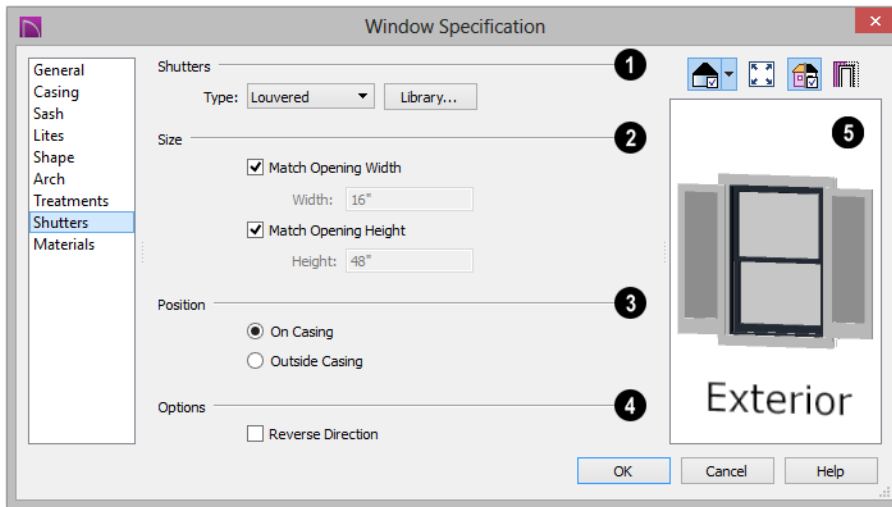 Window Specification
General
Casing
Sash
Lites
Shape
Arch
Treatments
Shutters
Materials
Shutters 1
Type: Louvered Library...
Size 2
Match Opening Width
Width: 16"
Match Opening Height
Height: 48"
Position 3
On Casing
Outside Casing
Options 4
Reverse Direction
5
Exterior
OK Cancel Help